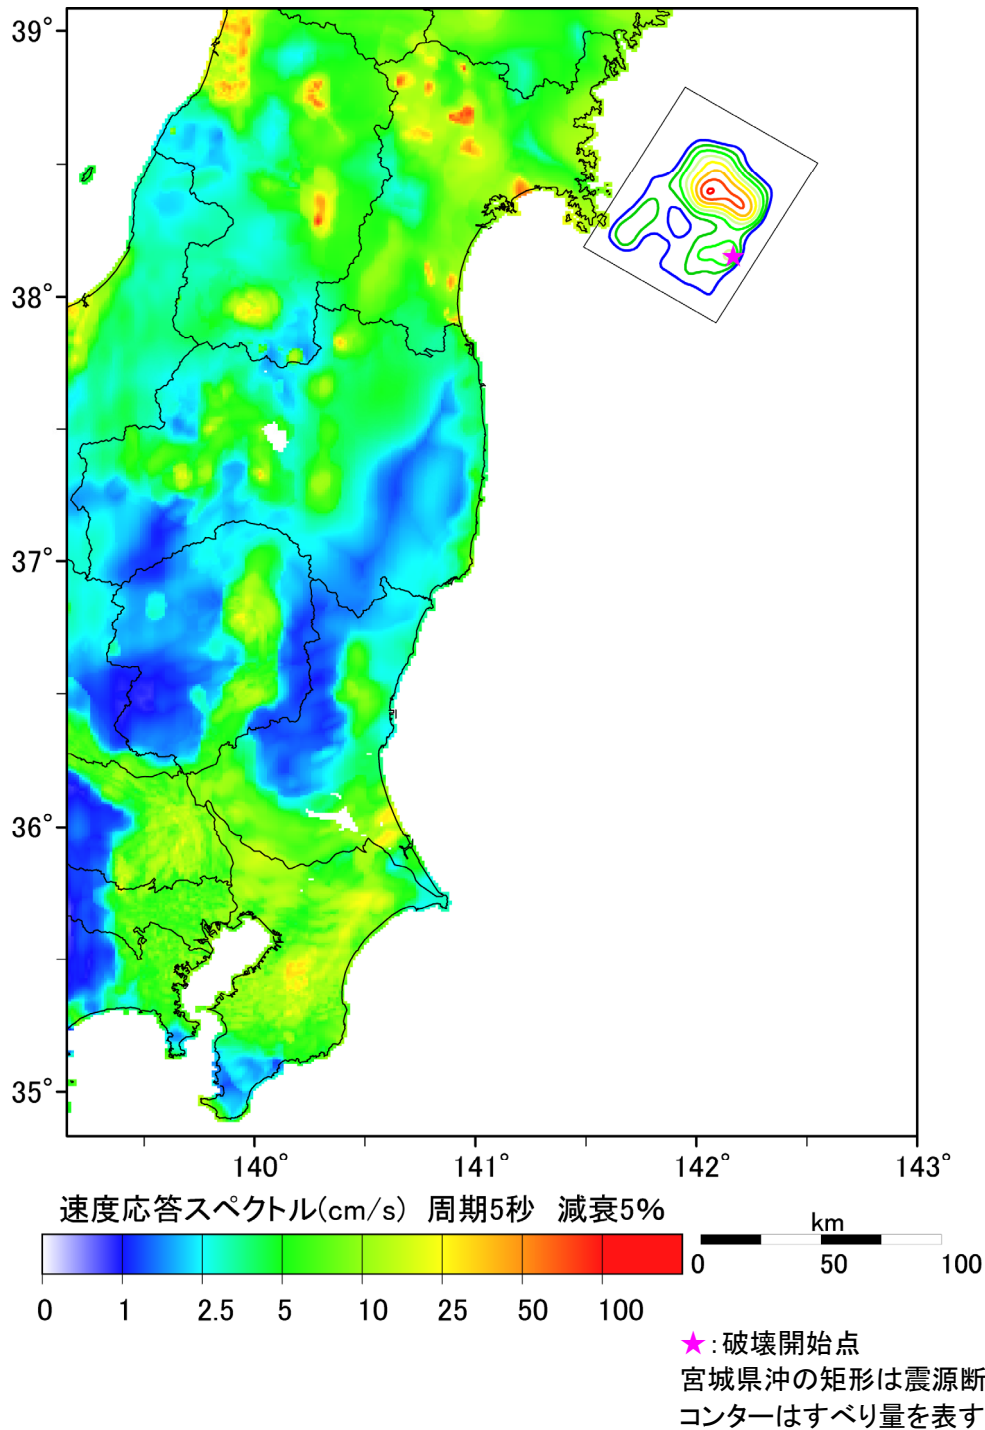 39°
38°
37°
36°
35°
140° 141° 142° 143°
速度応答スペクトル(cm/s) 周期5秒 減衰5%
km
0 50 100
0 1 2.5 5 10 25 50 100
★:破壊開始点
宮城県沖の矩形は震源断
コンターはすべり量を表す